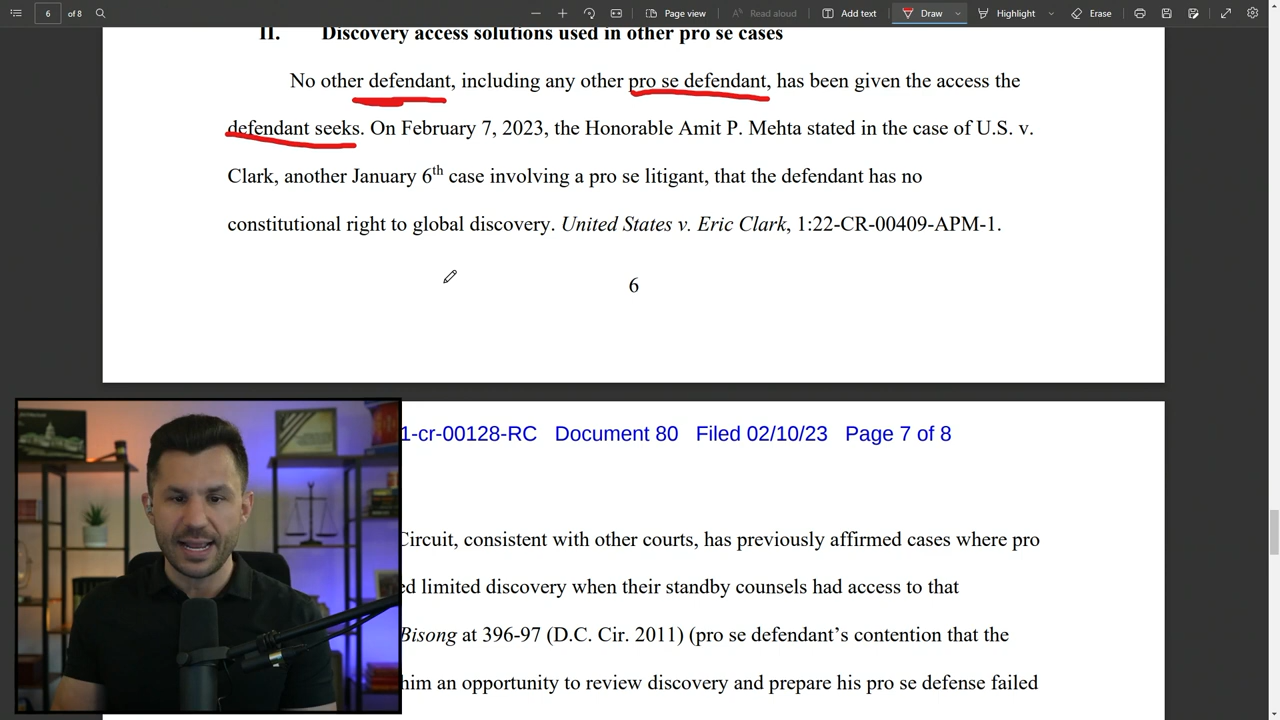 6 of 8
Page view
Read aloud
Add text
Draw
Highlight
Erase
II. Discovery access solutions used in other pro se cases
No other defendant, including any other pro se defendant, has been given the access the
defendant seeks. On February 7, 2023, the Honorable Amit P. Mehta stated in the case of U.S. v.
Clark, another January 6th case involving a pro se litigant, that the defendant has no
constitutional right to global discovery. United States v. Eric Clark, 1:22-CR-00409-APM-1.
6
1-cr-00128-RC Document 80 Filed 02/10/23 Page 7 of 8
Circuit, consistent with other courts, has previously affirmed cases where pro
ed limited discovery when their standby counsels had access to that
Bisong at 396-97 (D.C. Cir. 2011) (pro se defendant’s contention that the
him an opportunity to review discovery and prepare his pro se defense failed